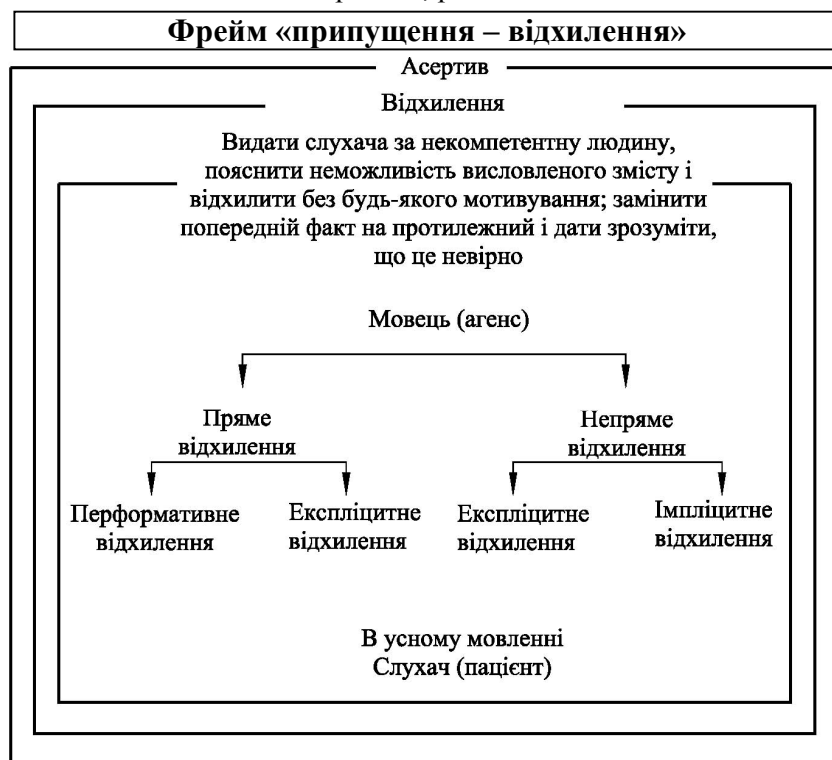 Фрейм «припущення – відхилення»
Асертив
Відхилення
Видати слухача за некомпетентну людину,
пояснити неможливість висловленого змісту і
відхилити без будь-якого мотивування; замінити
попередній факт на протилежний і дати зрозуміти,
що це невірно
Мовець (агенс)
Пряме
відхилення
Непряме
відхилення
Перформативне
відхилення
Експліцитне
відхилення
Експліцитне
відхилення
Імпліцитне
відхилення
В усному мовленні
Слухач (пацієнт)